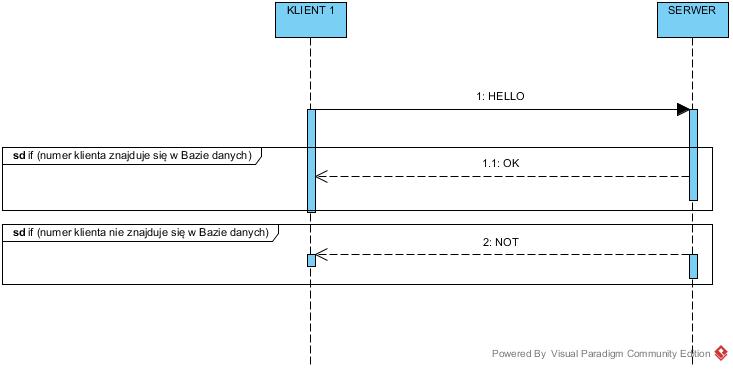 KLIENT 1
SERWER
1: HELLO
sd if (numer klienta znajduje się w Bazie danych)
1.1: OK
sd if (numer klienta nie znajduje się w Bazie danych)
2: NOT
Powered By Visual Paradigm Community Edition